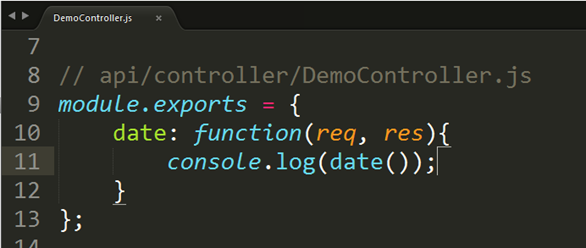 DemoController.js ×
7
8 // api/controller/DemoController.js
9 module.exports = {
10     date: function(req, res){
11         console.log(date());
12     }
13 };
14